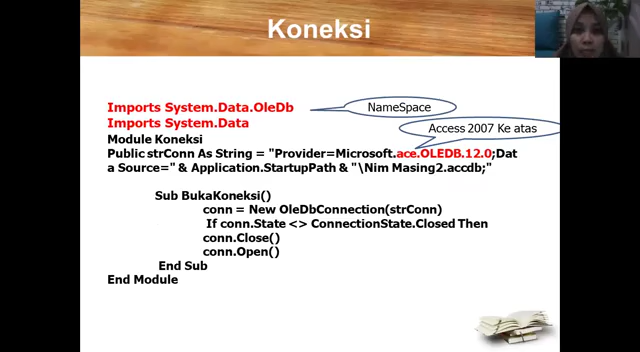 Koneksi
Imports System.Data.OleDb
NameSpace
Imports System.Data
Access 2007 Ke atas
Module Koneksi
Public strConn As String = "Provider=Microsoft.ace.OLEDB.12.0;Dat
a Source=" & Application.StartupPath & "\Nim Masing2.accdb;"
Sub BukaKoneksi()
conn = New OleDbConnection(strConn)
If conn.State <> ConnectionState.Closed Then
conn.Close()
conn.Open()
End Sub
End Module